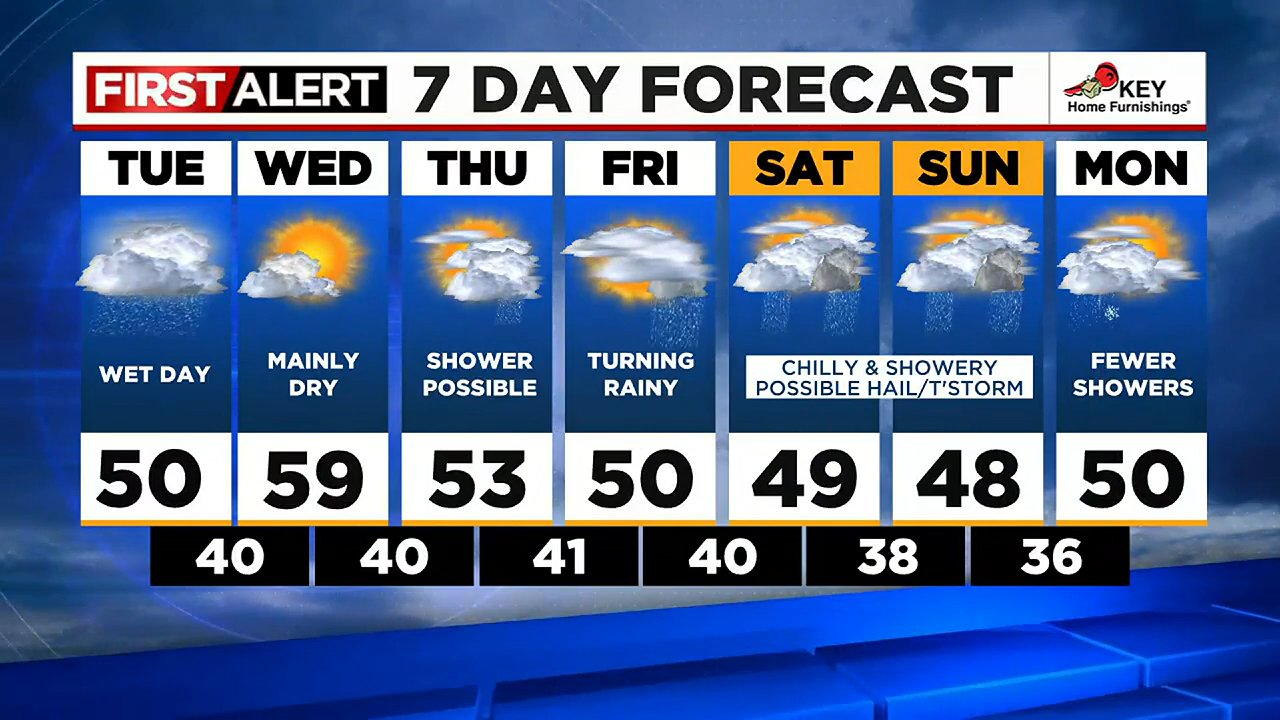 FIRST ALERT 7 DAY FORECAST
KEY
Home Furnishings®
TUE WED THU FRI SAT SUN MON
WET DAY
MAINLY
DRY
SHOWER
POSSIBLE
TURNING
RAINY
CHILLY & SHOWERY
POSSIBLE HAIL/T'STORM
FEWER
SHOWERS
50 59 53 50 49 48 50
40 40 41 40 38 36